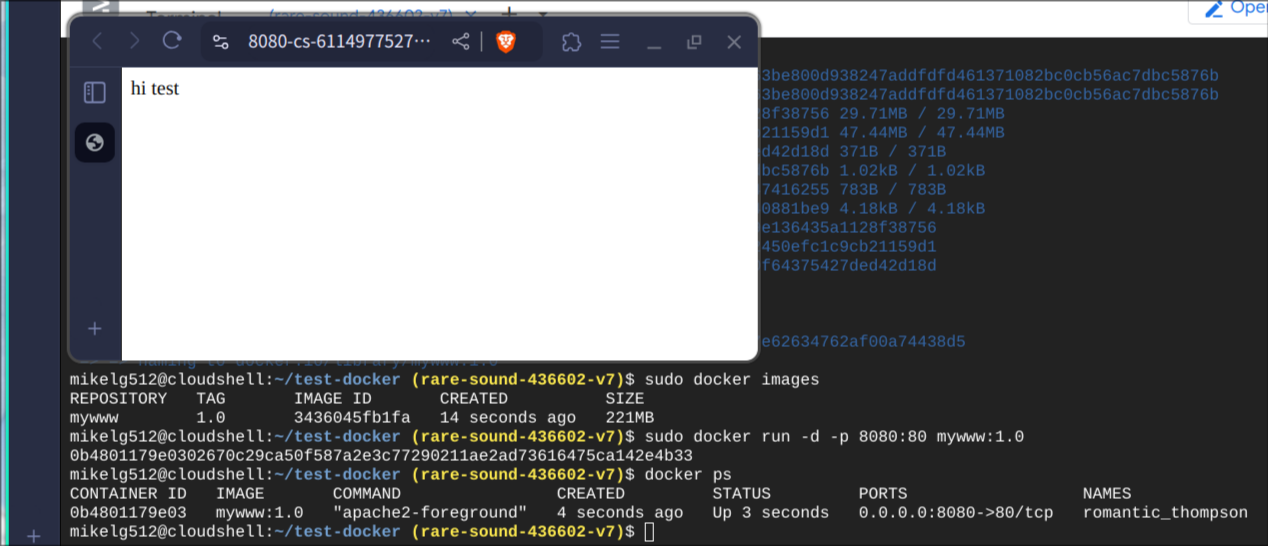 (rare-sound-436602-v7)
Open
8080-cs-6114977527···
hi test
3be800d938247addfdfd461371082bc0cb56ac7dbc5876b
3be800d938247addfdfd461371082bc0cb56ac7dbc5876b
8f38756 29.71MB / 29.71MB
21159d1 47.44MB / 47.44MB
d42d18d 371B / 371B
bc5876b 1.02kB / 1.02kB
7416255 783B / 783B
0881be9 4.18kB / 4.18kB
e136435a1128f38756
450efc1c9cb21159d1
f64375427ded42d18d
e62634762af00a74438d5
mikelg512@cloudshell:~/test-docker (rare-sound-436602-v7)$ sudo docker images
REPOSITORY TAG IMAGE ID CREATED SIZE
mywww 1.0 3436045fb1fa 14 seconds ago 221MB
mikelg512@cloudshell:~/test-docker (rare-sound-436602-v7)$ sudo docker run -d -p 8080:80 mywww:1.0
0b4801179e0302670c29ca50f587a2e3c77290211ae2ad73616475ca142e4b33
mikelg512@cloudshell:~/test-docker (rare-sound-436602-v7)$ docker ps
CONTAINER ID IMAGE COMMAND CREATED STATUS PORTS NAMES
0b4801179e03 mywww:1.0 "apache2-foreground" 4 seconds ago Up 3 seconds 0.0.0.0:8080->80/tcp romantic_thompson
mikelg512@cloudshell:~/test-docker (rare-sound-436602-v7)$